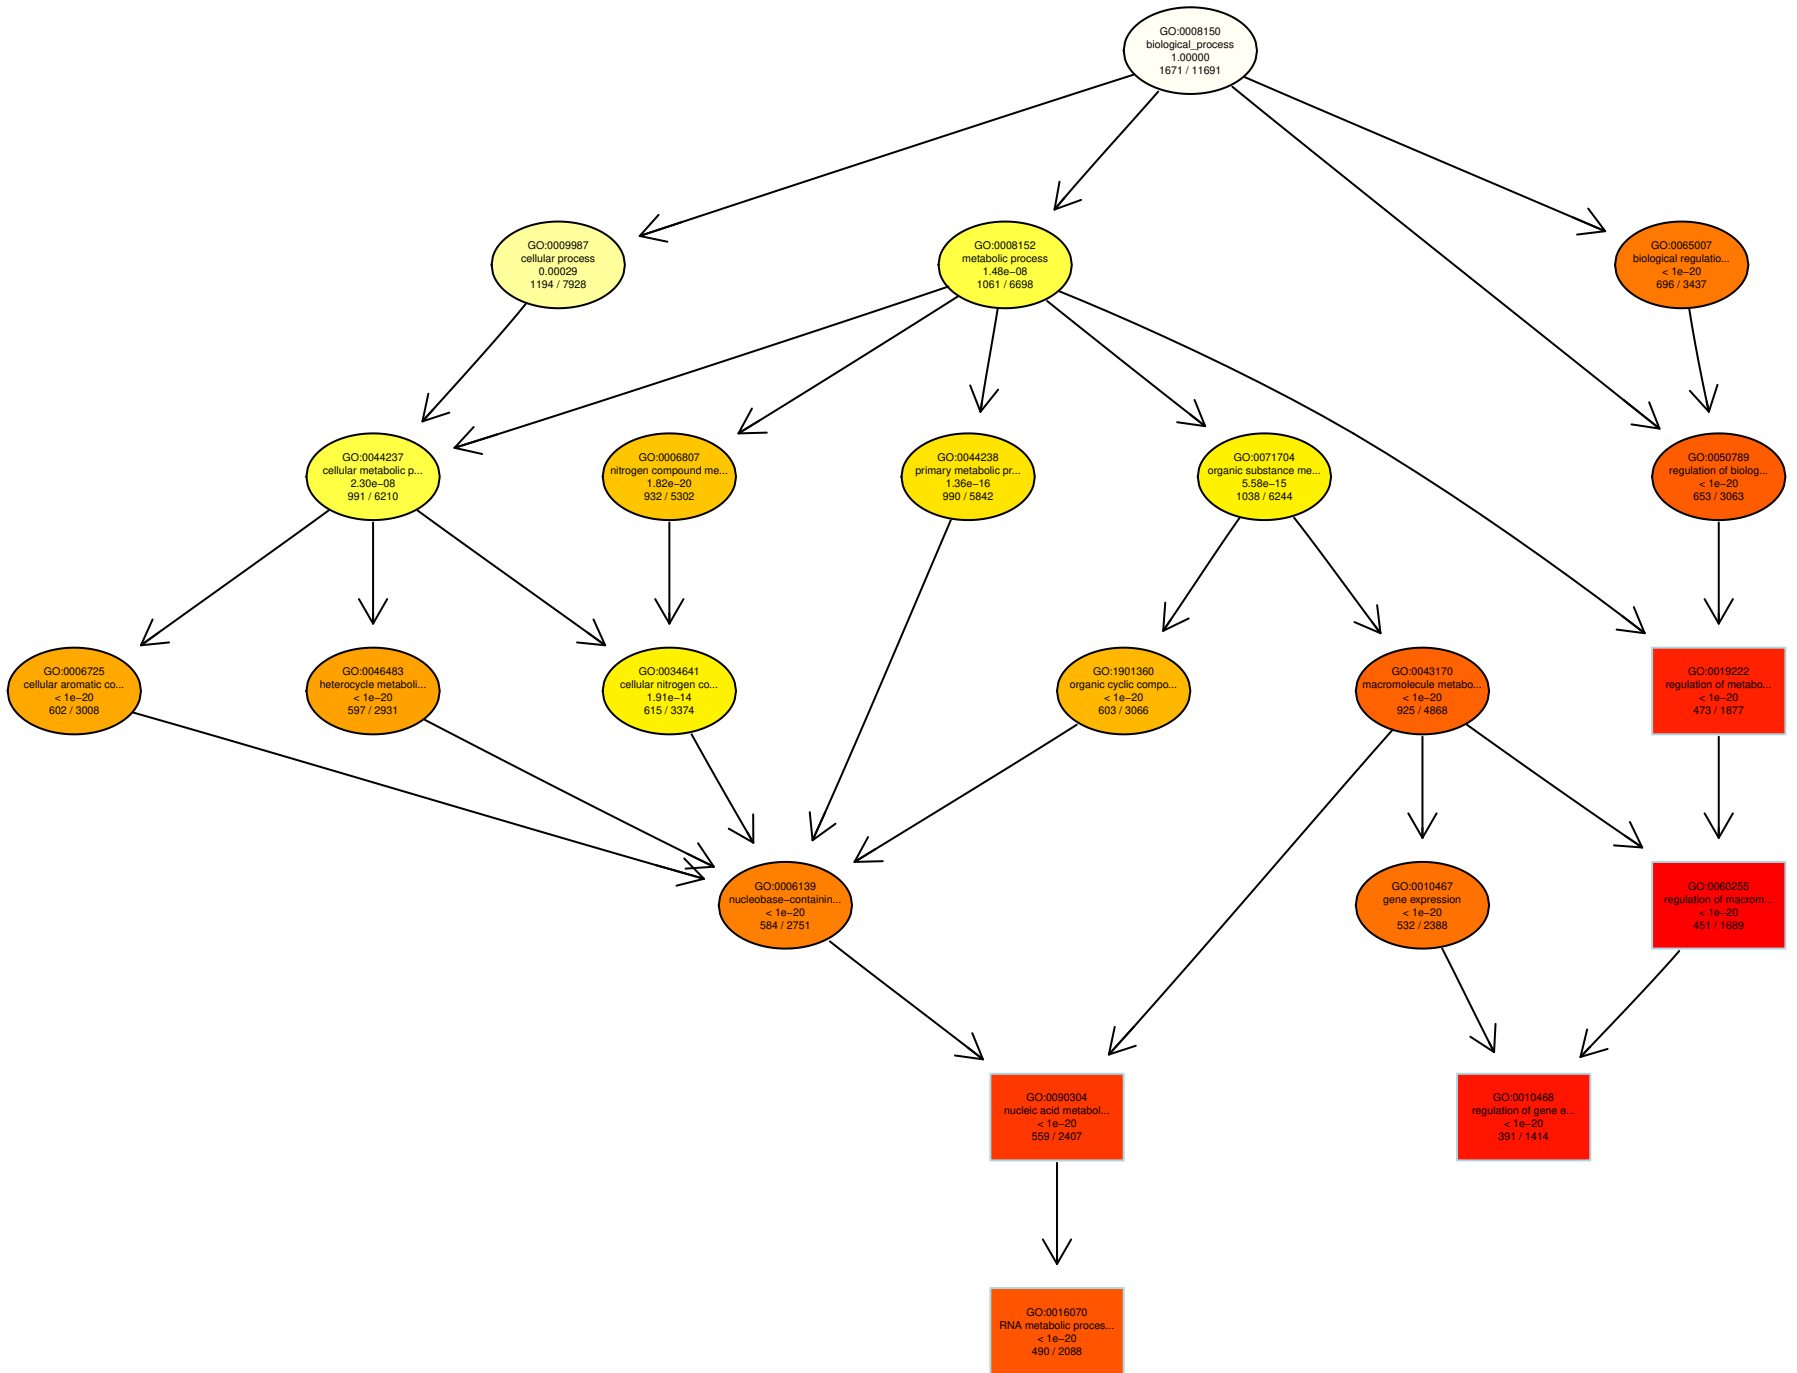 GO:0008150
biological_process
1.00000
1671 / 11691
GO:0009987
cellular process
0.00029
1194 / 7928
GO:0008152
metabolic process
1.48e−08
1061 / 6698
GO:0065007
biological regulatio...
< 1e−20
696 / 3437
GO:0044237
cellular metabolic p...
2.30e−08
991 / 6210
GO:0006807
nitrogen compound me...
1.82e−20
932 / 5302
GO:0044238
primary metabolic pr...
1.36e−16
990 / 5842
GO:0071704
organic substance me...
5.58e−15
1038 / 6244
GO:0050789
regulation of biolog...
< 1e−20
653 / 3063
GO:0006725
cellular aromatic co...
< 1e−20
602 / 3008
GO:0046483
heterocycle metaboli...
< 1e−20
597 / 2931
GO:0034641
cellular nitrogen co...
1.91e−14
615 / 3374
GO:1901360
organic cyclic compo...
< 1e−20
603 / 3066
GO:0043170
macromolecule metabo...
< 1e−20
925 / 4868
GO:0019222
regulation of metabo...
< 1e−20
473 / 1877
GO:0006139
nucleobase−containin...
< 1e−20
584 / 2751
GO:0010467
gene expression
< 1e−20
532 / 2388
GO:0060255
regulation of macrom...
< 1e−20
451 / 1689
GO:0090304
nucleic acid metabol...
< 1e−20
559 / 2407
GO:0010468
regulation of gene e...
< 1e−20
391 / 1414
GO:0016070
RNA metabolic proces...
< 1e−20
490 / 2088